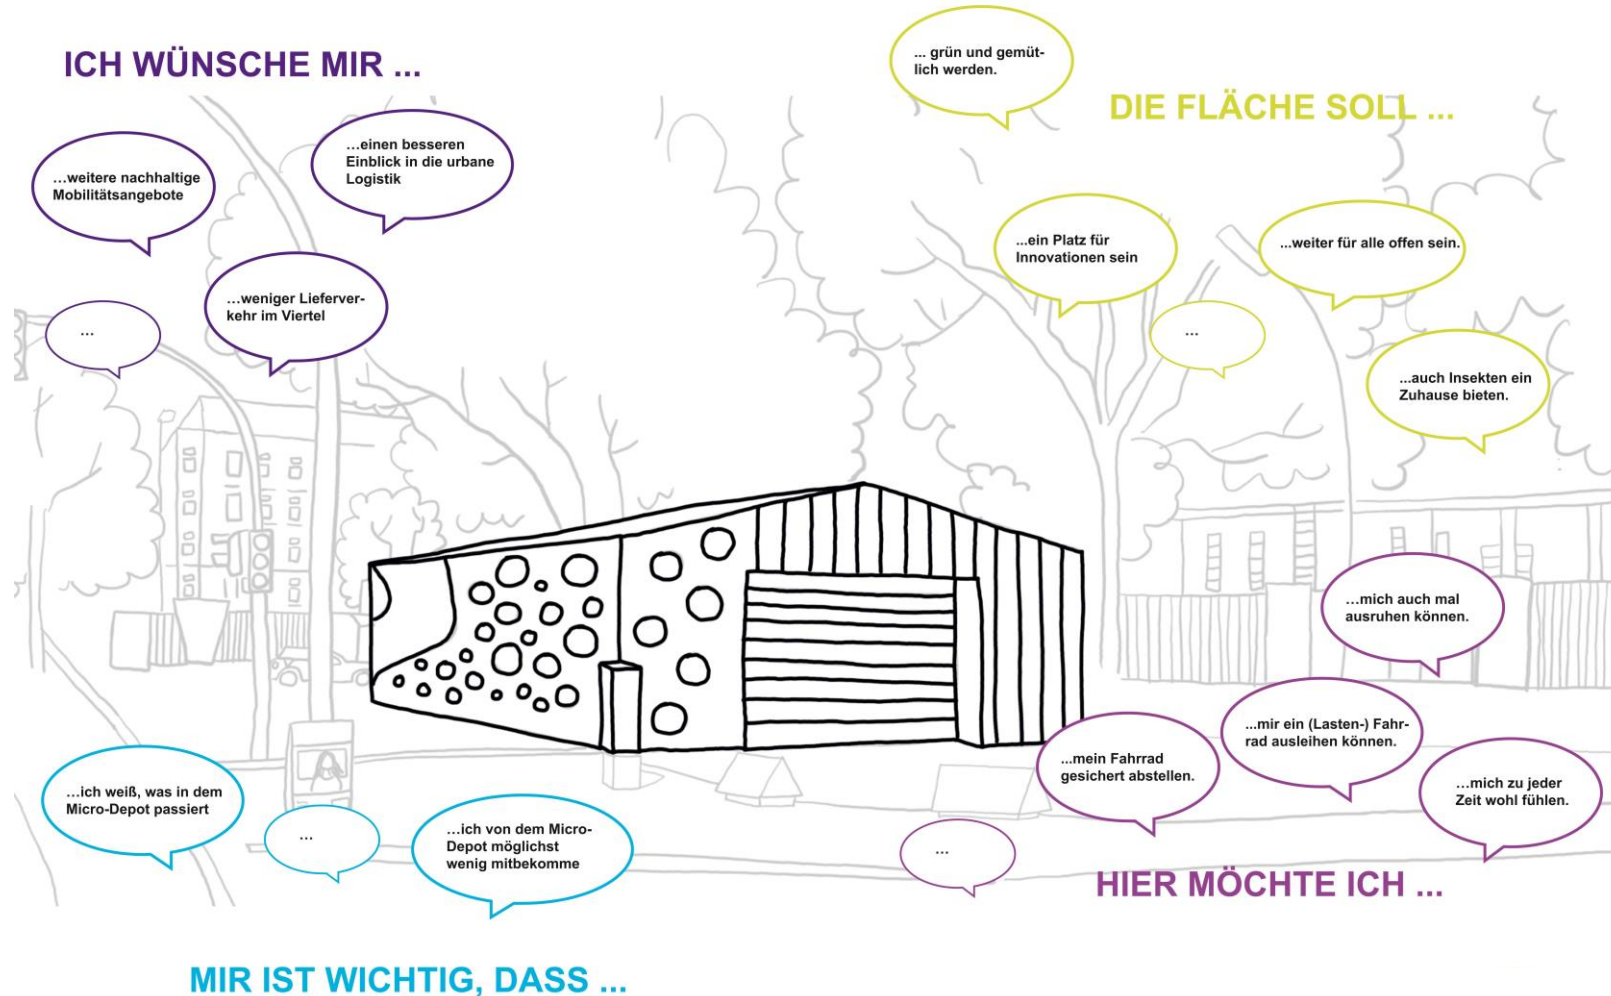 ICH WÜNSCHE MIR ...
…weitere nachhaltige
Mobilitätsangebote
…einen besseren
Einblick in die urbane
Logistik
…weniger Lieferver-
kehr im Viertel
...
DIE FLÄCHE SOLL ...
... grün und gemüt-
lich werden.
...ein Platz für
Innovationen sein
...weiter für alle offen sein.
...
...auch Insekten ein
Zuhause bieten.
MIR IST WICHTIG, DASS ...
…ich weiß, was in dem
Micro-Depot passiert
...
…ich von dem Micro-
Depot möglichst
wenig mitbekomme
HIER MÖCHTE ICH ...
…mich auch mal
ausruhen können.
...mir ein (Lasten-) Fahr-
rad ausleihen können.
...mein Fahrrad
gesichert abstellen.
…mich zu jeder
Zeit wohl fühlen.
...